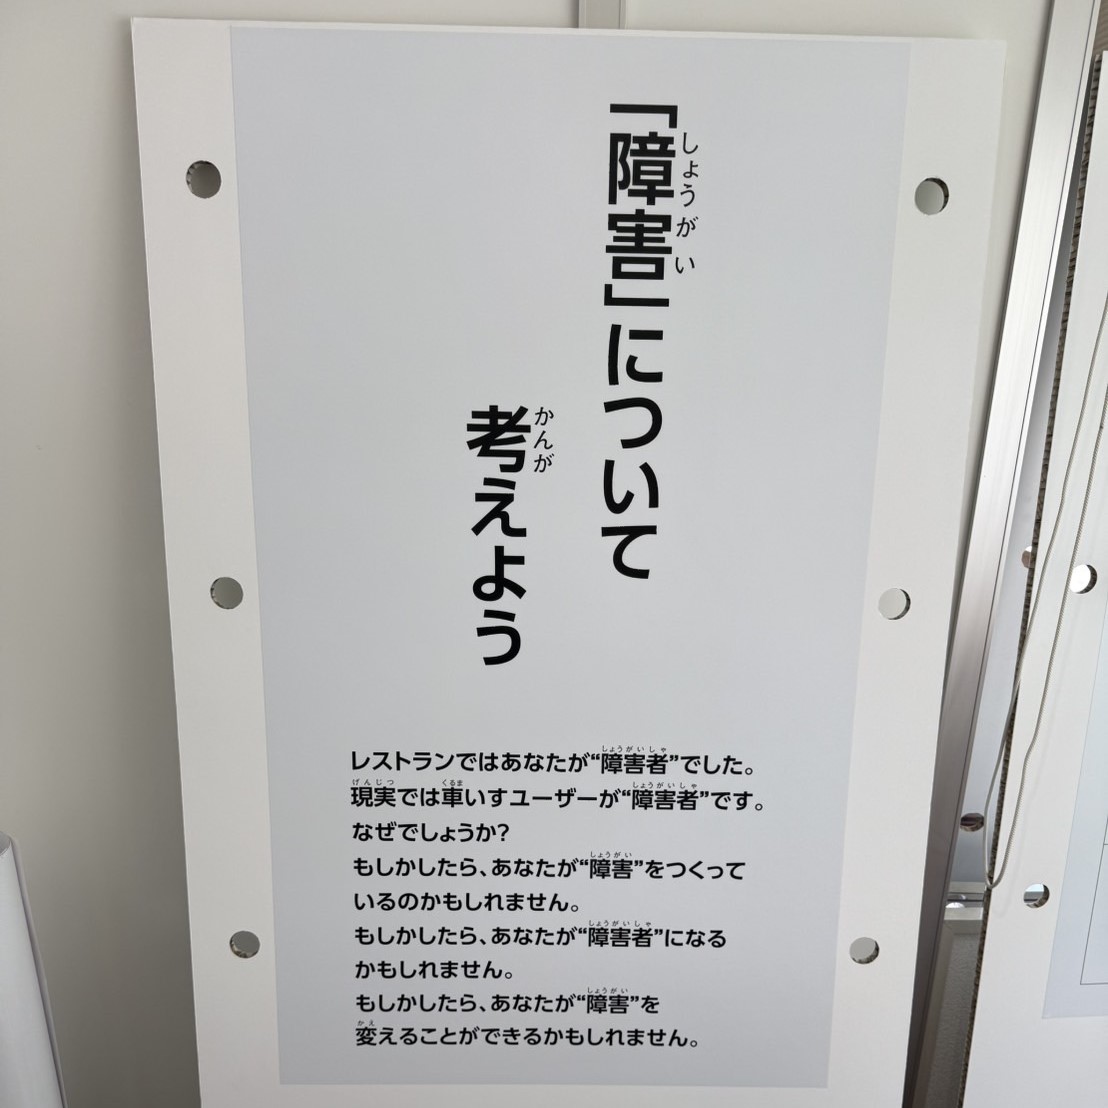 「障害」について
考えよう
レストランではあなたが“障害者”でした。
現実では車いすユーザーが“障害者”です。
なぜでしょうか?
もしかしたら、あなたが“障害”をつくって
いるのかもしれません。
もしかしたら、あなたが“障害者”になる
かもしれません。
もしかしたら、あなたが“障害”を
変えることができるかもしれません。